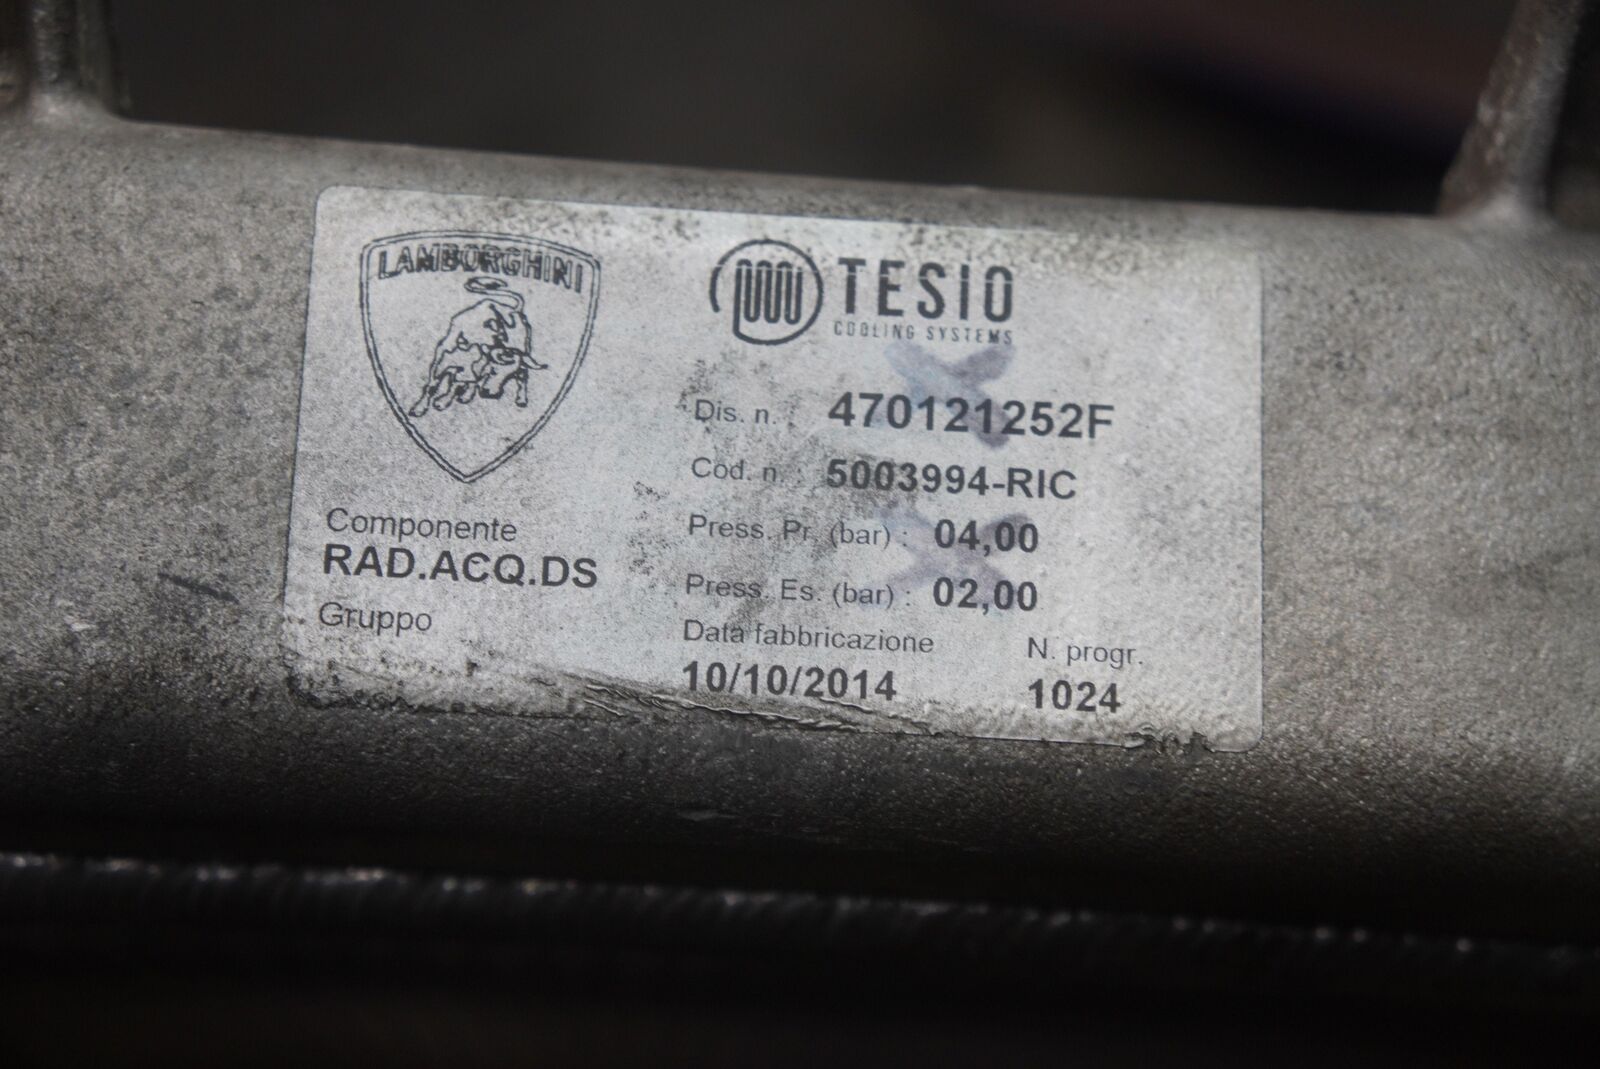 LAMBORGHINI
TESIO
COOLING SYSTEMS
Dis. n. : 470121252F
Cod. n. : 5003994-RIC
Press. Pr. (bar) : 04,00
Press. Es. (bar) : 02,00
Componente
RAD.ACQ.DS
Gruppo
Data fabbricazione N. progr.
10/10/2014 1024